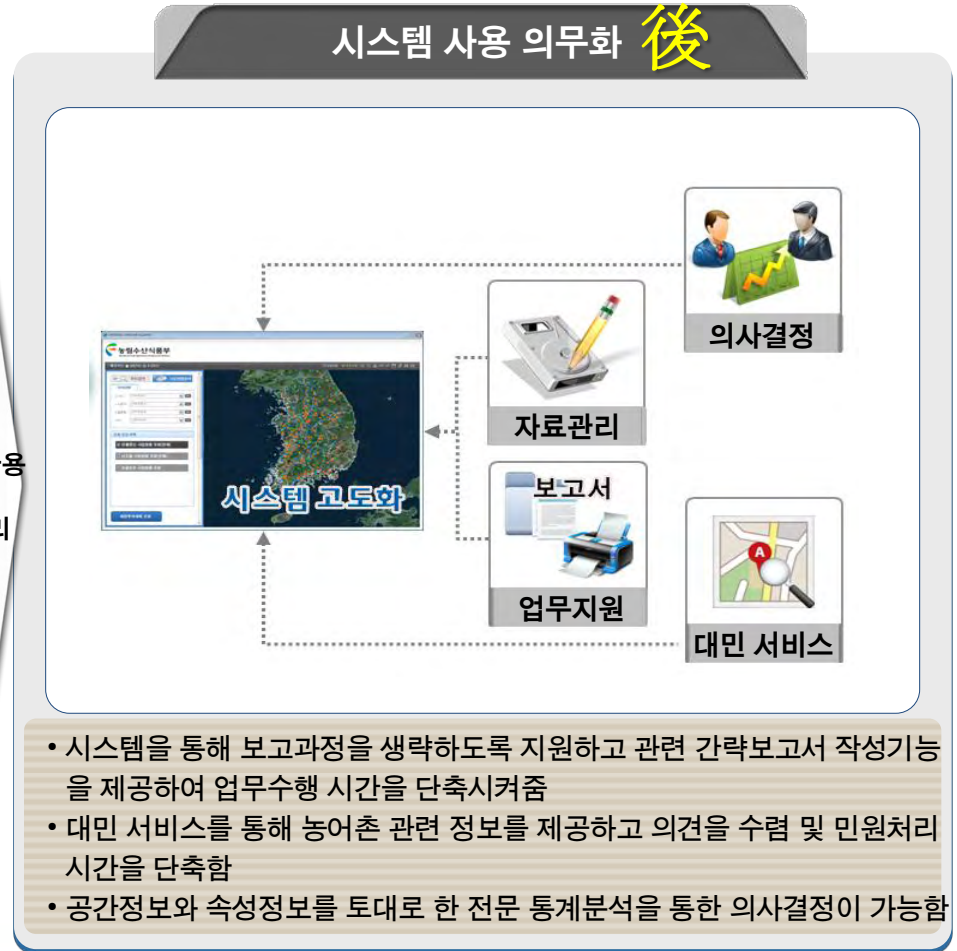 시스템 사용 의무화 後
의사결정
농림수산식품부
자료관리
용
리
시스템 고도화
보고서
업무지원
A
대민 서비스
• 시스템을 통해 보고과정을 생략하도록 지원하고 관련 간략보고서 작성기능
을 제공하여 업무수행 시간을 단축시켜줌
• 대민 서비스를 통해 농어촌 관련 정보를 제공하고 의견을 수렴 및 민원처리
시간을 단축함
• 공간정보와 속성정보를 토대로 한 전문 통계분석을 통한 의사결정이 가능함